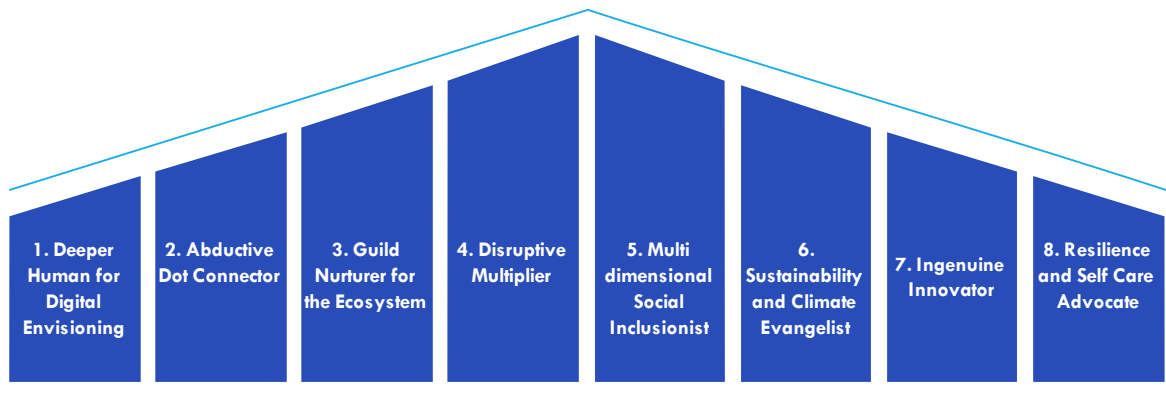 1. Deeper
Human for
Digital
Envisioning
2. Abductive
Dot Connector
3. Guild
Nurturer for
the Ecosystem
4. Disruptive
Multiplier
5. Multi
dimensional
Social
Inclusionist
6.
Sustainability
and Climate
Evangelist
7. Ingenuine
Innovator
8. Resilience
and Self Care
Advocate